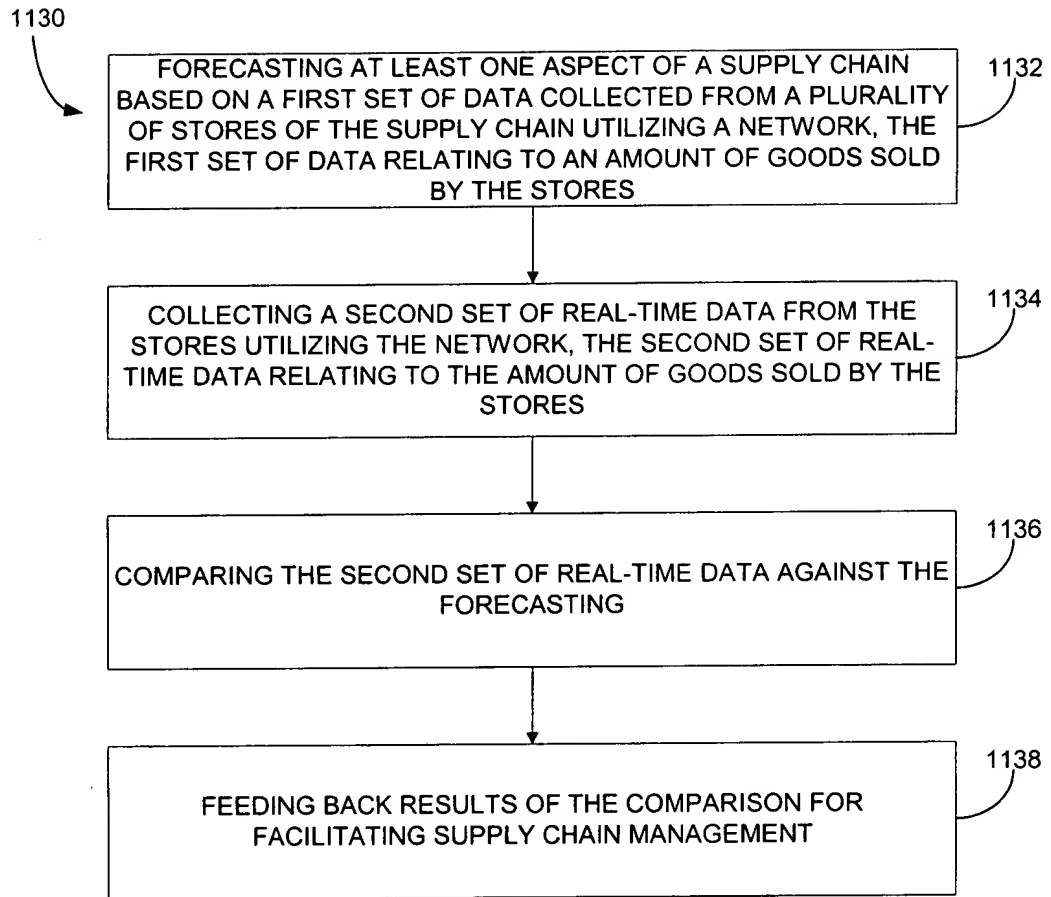 1130
FORECASTING AT LEAST ONE ASPECT OF A SUPPLY CHAIN
BASED ON A FIRST SET OF DATA COLLECTED FROM A PLURALITY
OF STORES OF THE SUPPLY CHAIN UTILIZING A NETWORK, THE
FIRST SET OF DATA RELATING TO AN AMOUNT OF GOODS SOLD
BY THE STORES
1132
COLLECTING A SECOND SET OF REAL-TIME DATA FROM THE
STORES UTILIZING THE NETWORK, THE SECOND SET OF REAL-
TIME DATA RELATING TO THE AMOUNT OF GOODS SOLD BY THE
STORES
1134
COMPARING THE SECOND SET OF REAL-TIME DATA AGAINST THE
FORECASTING
1136
FEEDING BACK RESULTS OF THE COMPARISON FOR
FACILITATING SUPPLY CHAIN MANAGEMENT
1138